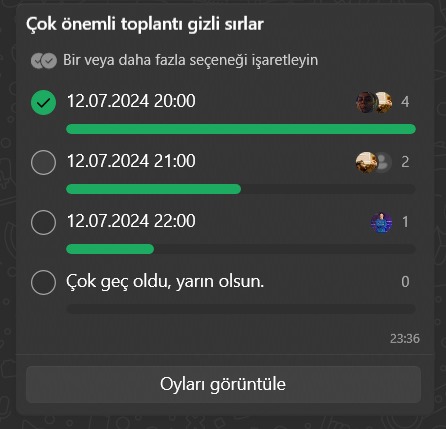 Çok önemli toplantı gizli sırlar
Bir veya daha fazla seçeneği işaretleyin
12.07.2024 20:00 4
12.07.2024 21:00 2
12.07.2024 22:00 1
Çok geç oldu, yarın olsun. 0
23:36
Oyları görüntüle